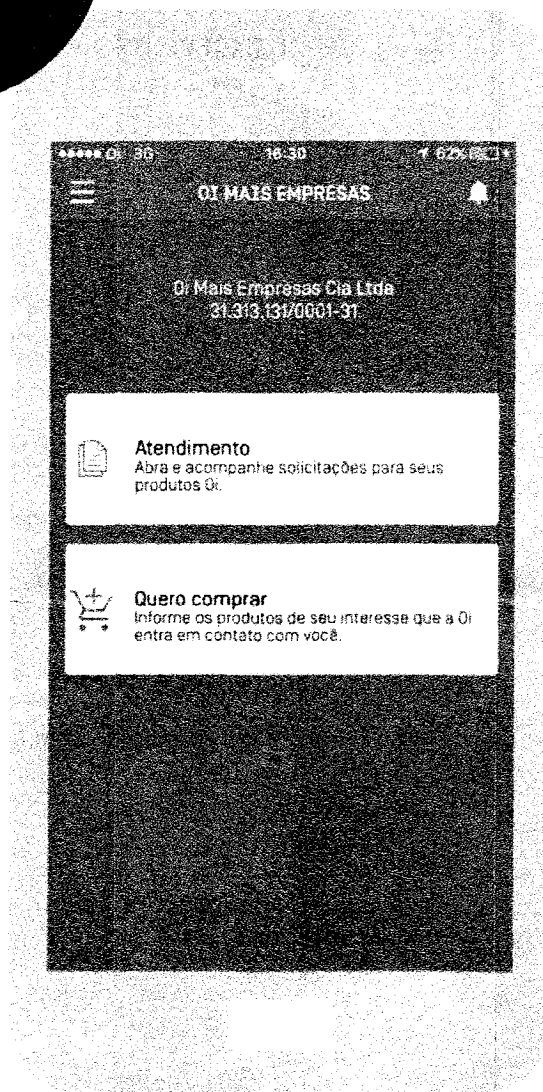 Oi 3G 16:30 62%
OI MAIS EMPRESAS
Oi Mais Empresas Cia Ltda
31.313.131/0001-31
Atendimento
Abra e acompanhe solicitações para seus
produtos Oi.
Quero comprar
Informe os produtos de seu interesse que a Oi
entra em contato com você.